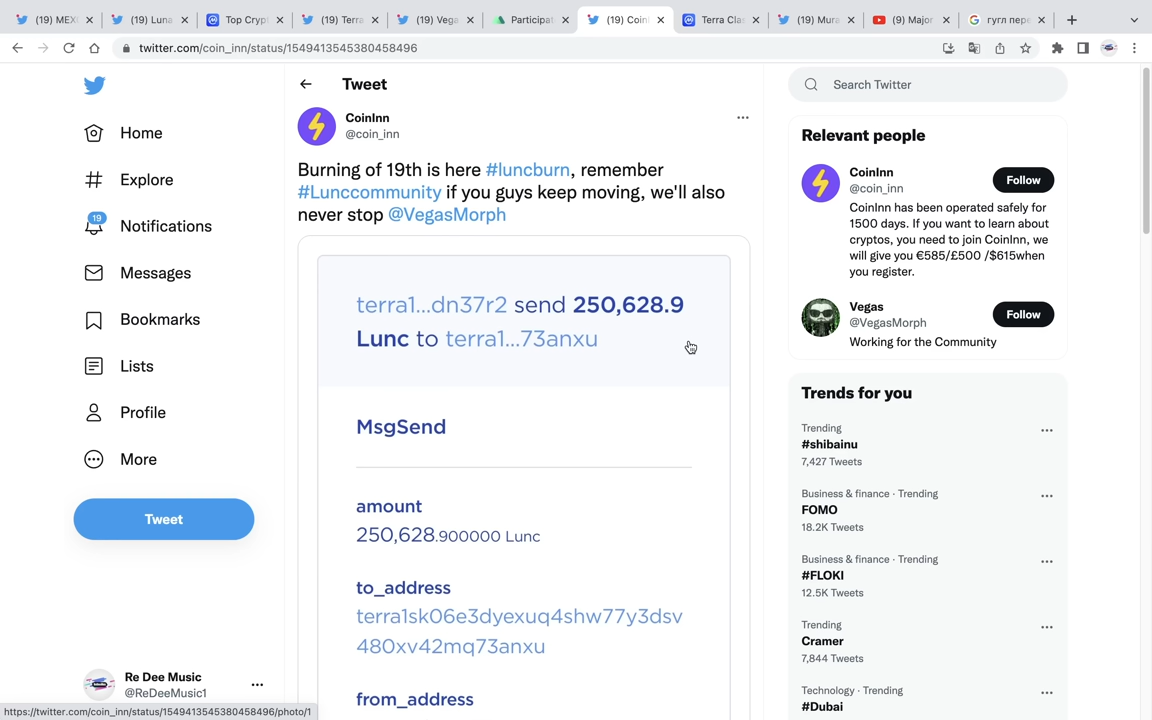 (19) MEX
(19) Luna
Top Crypt
(19) Terra
(19) Vega
Participat
(19) Coin
Terra Cla
(19) Mura
(9) Major
гугл пере
twitter.com/coin_inn/status/1549413545380458496
Home
Explore
19
Notifications
Messages
Bookmarks
Lists
Profile
More
Tweet
Re Dee Music
@ReDeeMusic1
https://twitter.com/coin_inn/status/1549413545380458496/photo/1
Tweet
CoinInn
@coin_inn
Burning of 19th is here #luncburn, remember
#Lunccommunity if you guys keep moving, we'll also
never stop @VegasMorph
terra1...dn37r2 send 250,628.9
Lunc to terra1...73anxu
MsgSend
amount
250,628.900000 Lunc
to_address
terra1sk06e3dyexuq4shw77y3dsv
480xv42mq73anxu
from_address
Search Twitter
Relevant people
CoinInn
@coin_inn
Follow
CoinInn has been operated safely for
1500 days. If you want to learn about
cryptos, you need to join CoinInn, we
will give you €585/£500 /$615when
you register.
Vegas
@VegasMorph
Follow
Working for the Community
Trends for you
Trending
#shibainu
7,427 Tweets
Business & finance · Trending
FOMO
18.2K Tweets
Business & finance · Trending
#FLOKI
12.5K Tweets
Trending
Cramer
7,844 Tweets
Technology · Trending
#Dubai